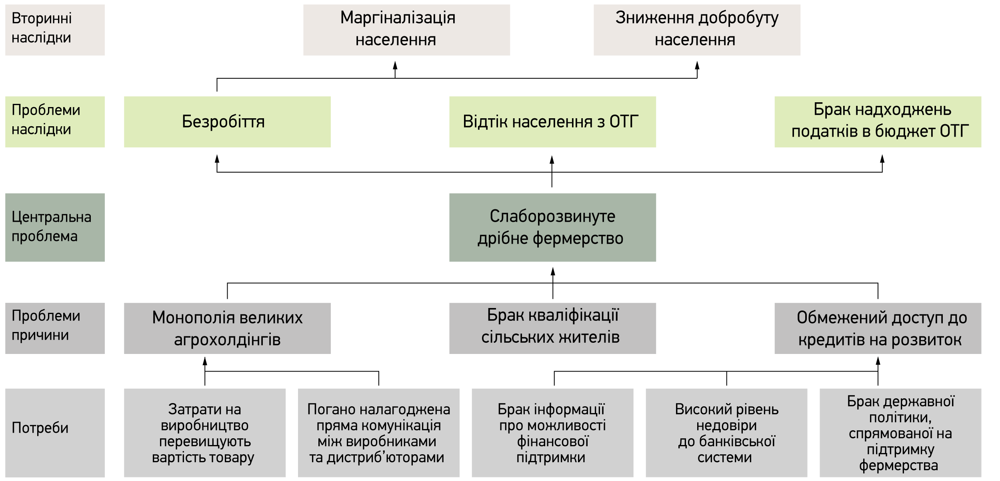 Вторинні
наслідки
Маргіналізація
населення
Зниження добробуту
населення
Проблеми
наслідки
Безробіття
Відтік населення з ОТГ
Брак надходжень
податків в бюджет ОТГ
Центральна
проблема
Слаборозвинуте
дрібне фермерство
Проблеми
причини
Монополія великих
агрохолдінгів
Брак кваліфікації
сільських жителів
Обмежений доступ до
кредитів на розвиток
Потреби
Затрати на
виробництво
перевищують
вартість товару
Погано налагоджена
пряма комунікація
між виробниками
та дистриб’юторами
Брак інформації
про можливості
фінансової
підтримки
Високий рівень
недовіри
до банківської
системи
Брак державної
політики,
спрямованої на
підтримку
фермерства